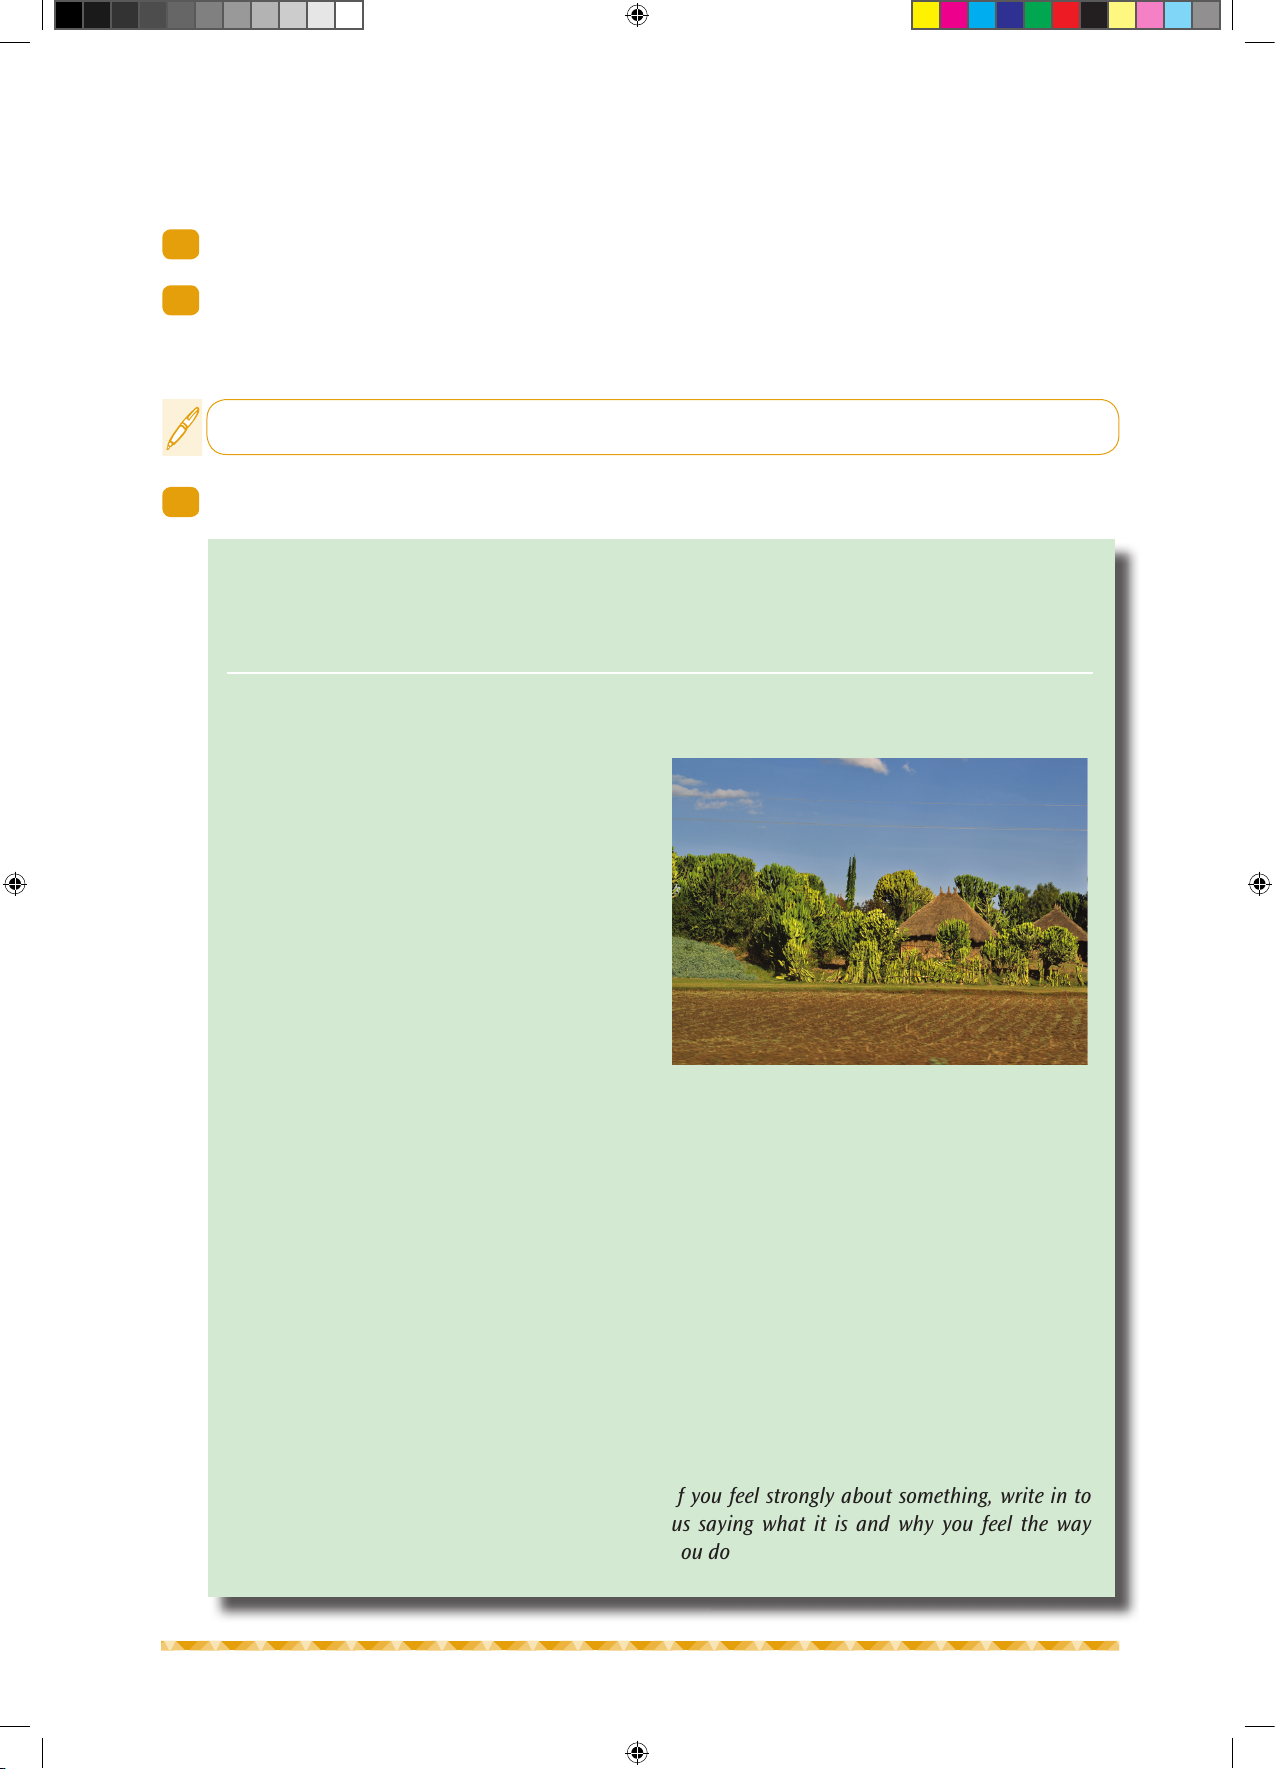 f you feel strongly about something, write in to
us saying what it is and why you feel the way
ou do